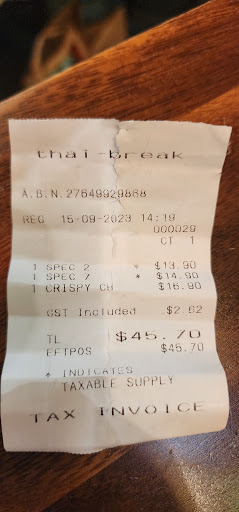 thai-break
A.B.N.27649929868
REG 15-09-2023 14:19
000029
CT 1
1 SPEC 2 * $13.90
1 SPEC 7 * $14.90
1 CRISPY CH $16.90
GST Included .$2.62
TL $45.70
EFTPOS $45.70
* INDICATES
TAXABLE SUPPLY
TAX INVOICE